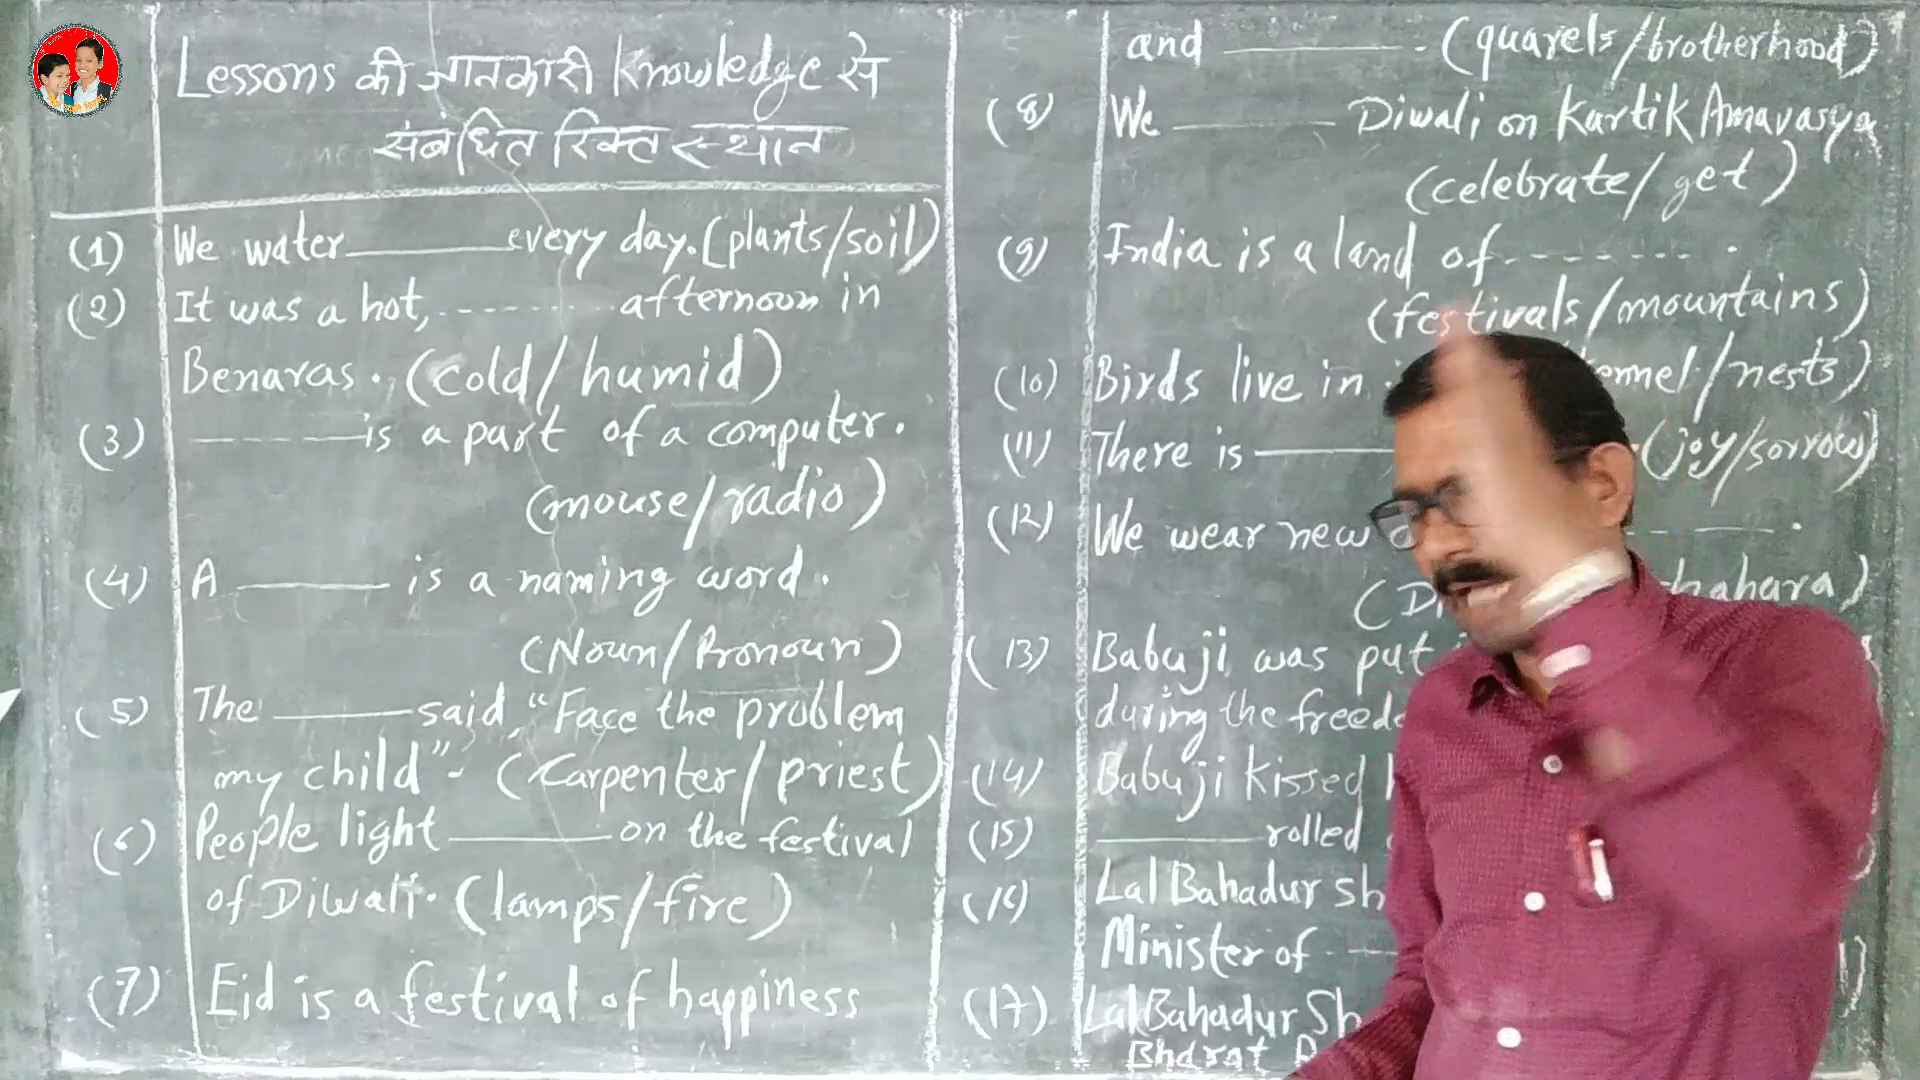 Lessons की जानकारी Knowledge से
संबंधित रिक्त स्थान
(1) We water ______ every day. (plants/soil)
(2) It was a hot, --------- afternoon in
Benaras. (cold/humid)
(3) ------ is a part of a computer.
(mouse/radio)
(4) A ______ is a naming word.
(Noun/Pronoun)
(5) The ______ said, "Face the problem
my child". (Carpenter/priest)
(6) People light ______ on the festival
of Diwali. (lamps/fire)
(7) Eid is a festival of happiness
and ______. (quarels/brotherhood)
(8) We ______ Diwali on Kartik Amavasya
(celebrate/get)
(9) India is a land of --------.
(festivals/mountains)
(10) Birds live in nests)
(11) There is ______ (joy/sorrow)
(12) We wear new
(13) Babuji was put
during the
(14) Babuji kissed
(15) ______ rolled
(16) Lal Bahadur
Minister of
(17) Lal Bahadur
Bharat